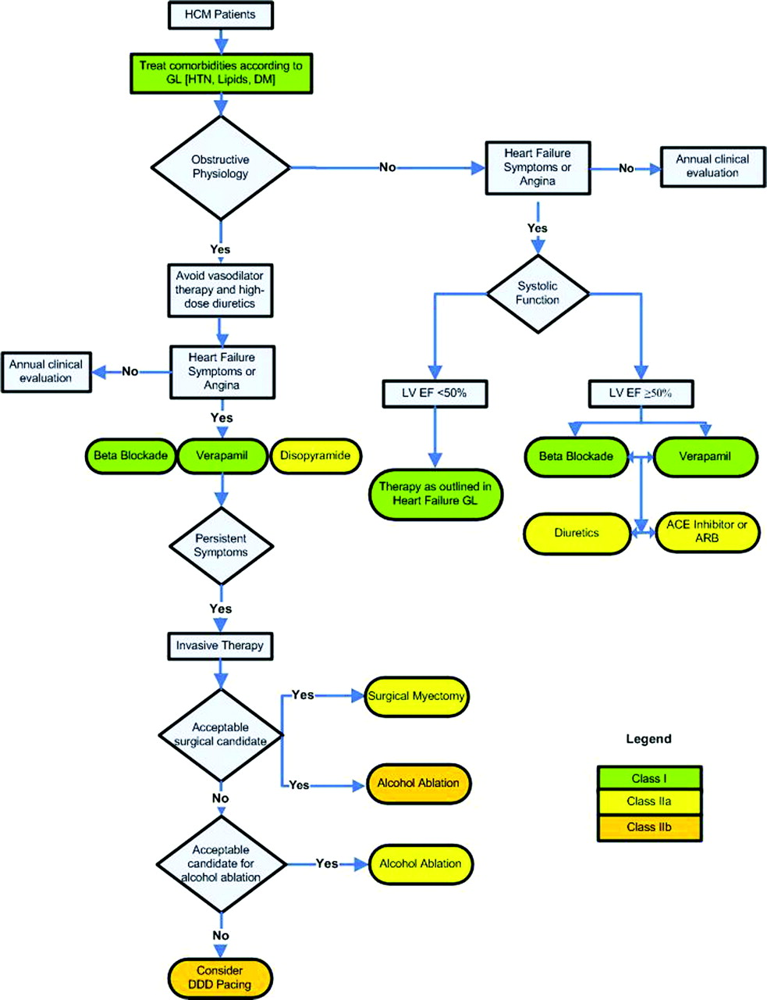 HCM Patients
Treat comorbidities according to
GL [HTN, Lipids, DM]
Obstructive
Physiology
No
Heart Failure
Symptoms or
Angina
No
Annual clinical
evaluation
Yes
Yes
Avoid vasodilator
therapy and high-
dose diuretics
Systolic
Function
Annual clinical
evaluation
No
Heart Failure
Symptoms or
Angina
LV EF <50%
LV EF ≥50%
Yes
Beta Blockade
Verapamil
Disopyramide
Beta Blockade
Verapamil
Therapy as outlined in
Heart Failure GL
Persistent
Symptoms
Diuretics
ACE Inhibitor or
ARB
Yes
Invasive Therapy
Acceptable
surgical candidate
Yes
Surgical Myectomy
Yes
Alcohol Ablation
No
Acceptable
candidate for
alcohol ablation
Yes
Alcohol Ablation
No
Consider
DDD Pacing
Legend
Class I
Class IIa
Class IIb